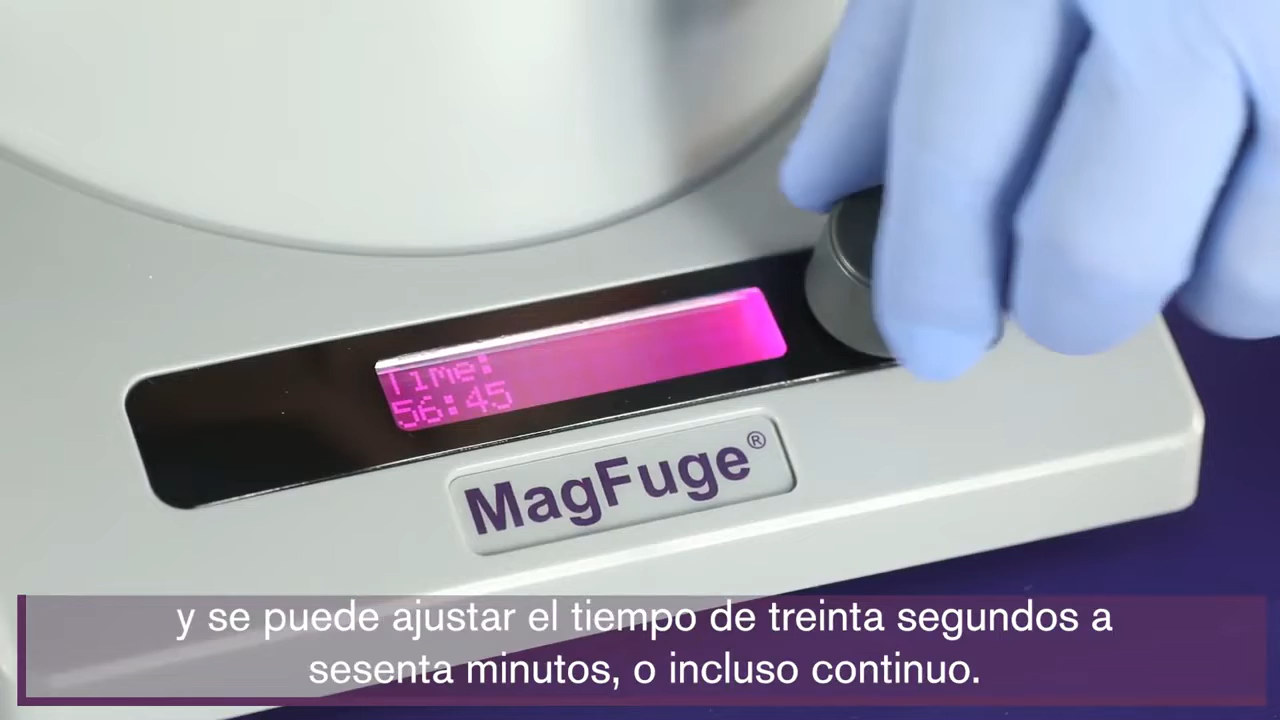 Time:
56:45
MagFuge®
y se puede ajustar el tiempo de treinta segundos a
sesenta minutos, o incluso continuo.